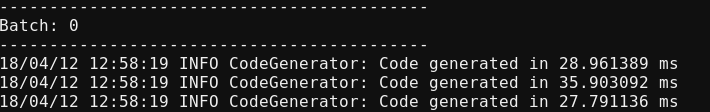 -------------------------------------------
Batch: 0
-------------------------------------------
18/04/12 12:58:19 INFO CodeGenerator: Code generated in 28.961389 ms
18/04/12 12:58:19 INFO CodeGenerator: Code generated in 35.903092 ms
18/04/12 12:58:19 INFO CodeGenerator: Code generated in 27.791136 ms